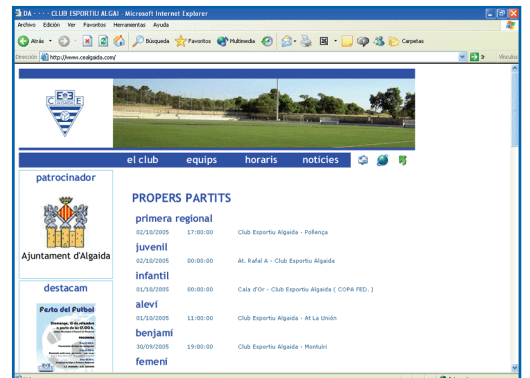 DA - - - - CLUB ESPORTIU ALGAI - Microsoft Internet Explorer
Archivo Edición Ver Favoritos Herramientas Ayuda
Atrás Búsqueda Favoritos Multimedia Carpetas
Dirección http://www.cealgaida.com/ Ir Vínculos
el club equips horaris notícies
patrocinador
Ajuntament d'Algaida
destacam
Festa del Futbol
PROPERS PARTITS
primera regional
02/10/2005 17:00:00 Club Esportiu Algaida - Pollença
juvenil
02/10/2005 00:00:00 At. Rafal A - Club Esportiu Algaida
infantil
01/10/2005 00:00:00 Cala d'Or - Club Esportiu Algaida ( COPA FED. )
aleví
01/10/2005 11:00:00 Club Esportiu Algaida - At La Unión
benjamí
30/09/2005 19:00:00 Club Esportiu Algaida - Montuïri
femení